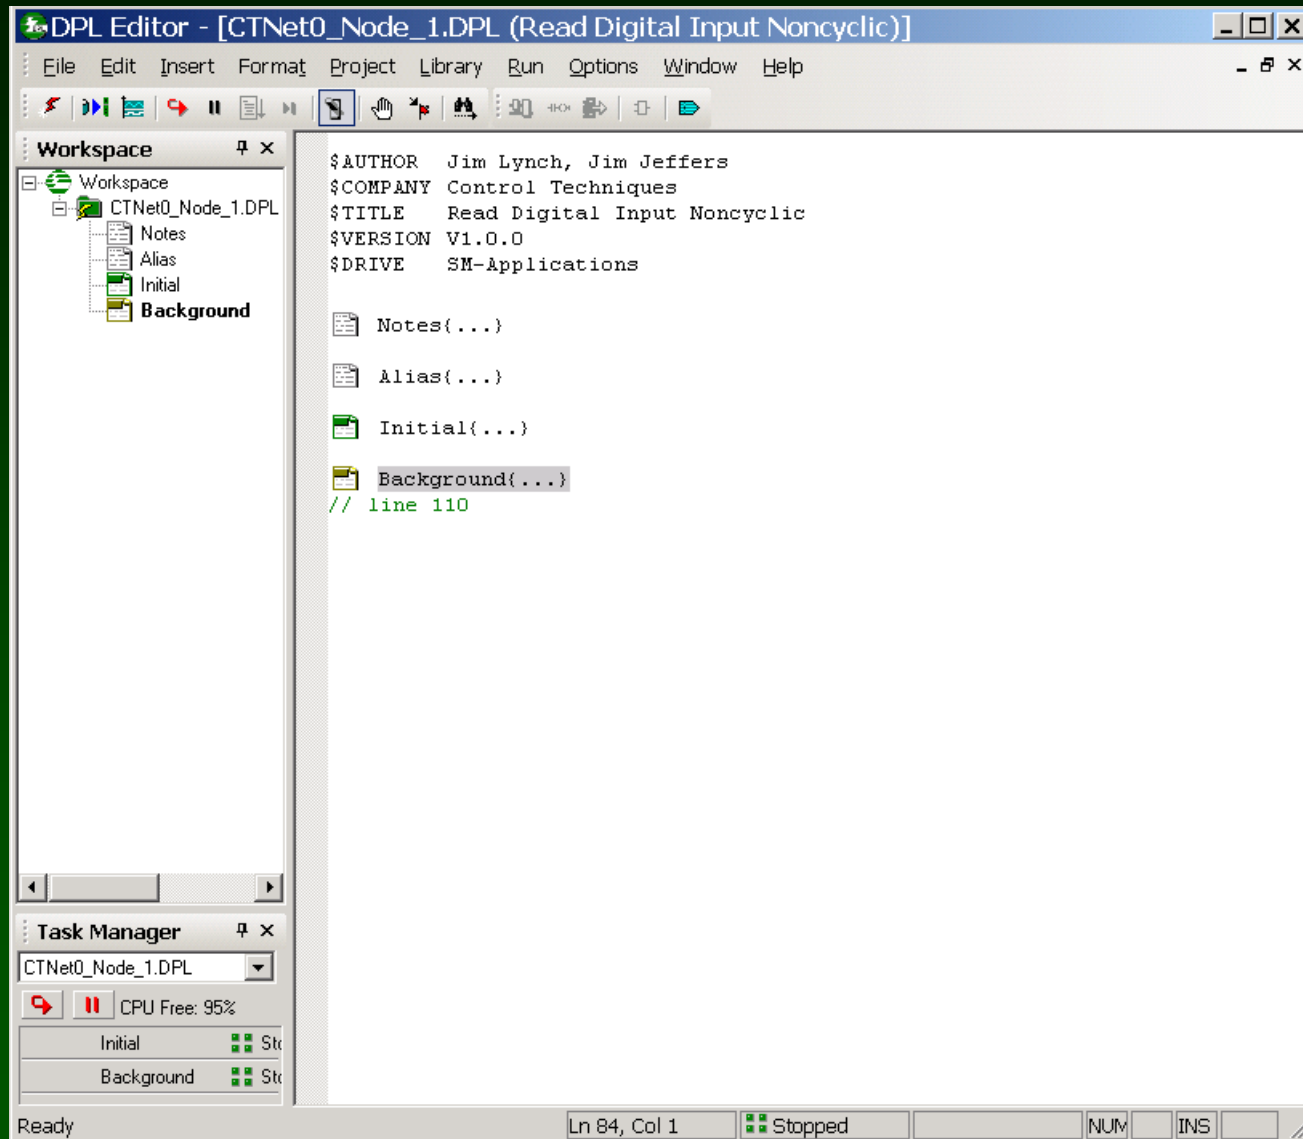 DPL Editor - [CTNet0_Node_1.DPL (Read Digital Input Noncyclic)]
File Edit Insert Format Project Library Run Options Window Help
Workspace
Workspace
CTNet0_Node_1.DPL
Notes
Alias
Initial
Background
$AUTHOR Jim Lynch, Jim Jeffers
$COMPANY Control Techniques
$TITLE Read Digital Input Noncyclic
$VERSION V1.0.0
$DRIVE SM-Applications
Notes{...}
Alias{...}
Initial{...}
Background{...}
// line 110
Task Manager
CTNet0_Node_1.DPL
CPU Free: 95%
Initial Sto
Background Sto
Ready Ln 84, Col 1 Stopped NUM INS